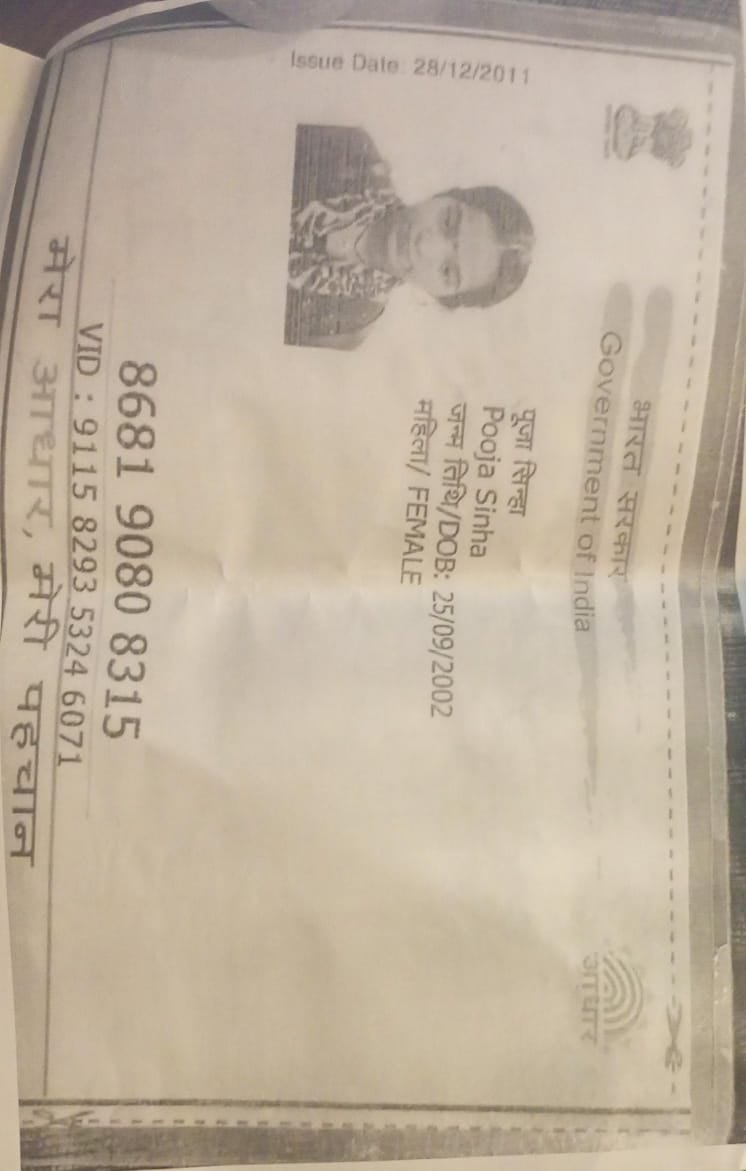 Issue Date: 28/12/2011
भारत सरकार
Government of India
आधार
पूजा सिन्हा
Pooja Sinha
जन्म तिथि/DOB: 25/09/2002
महिला/ FEMALE
8681 9080 8315
VID : 9115 8293 5324 6071
मेरा आधार, मेरी पहचान